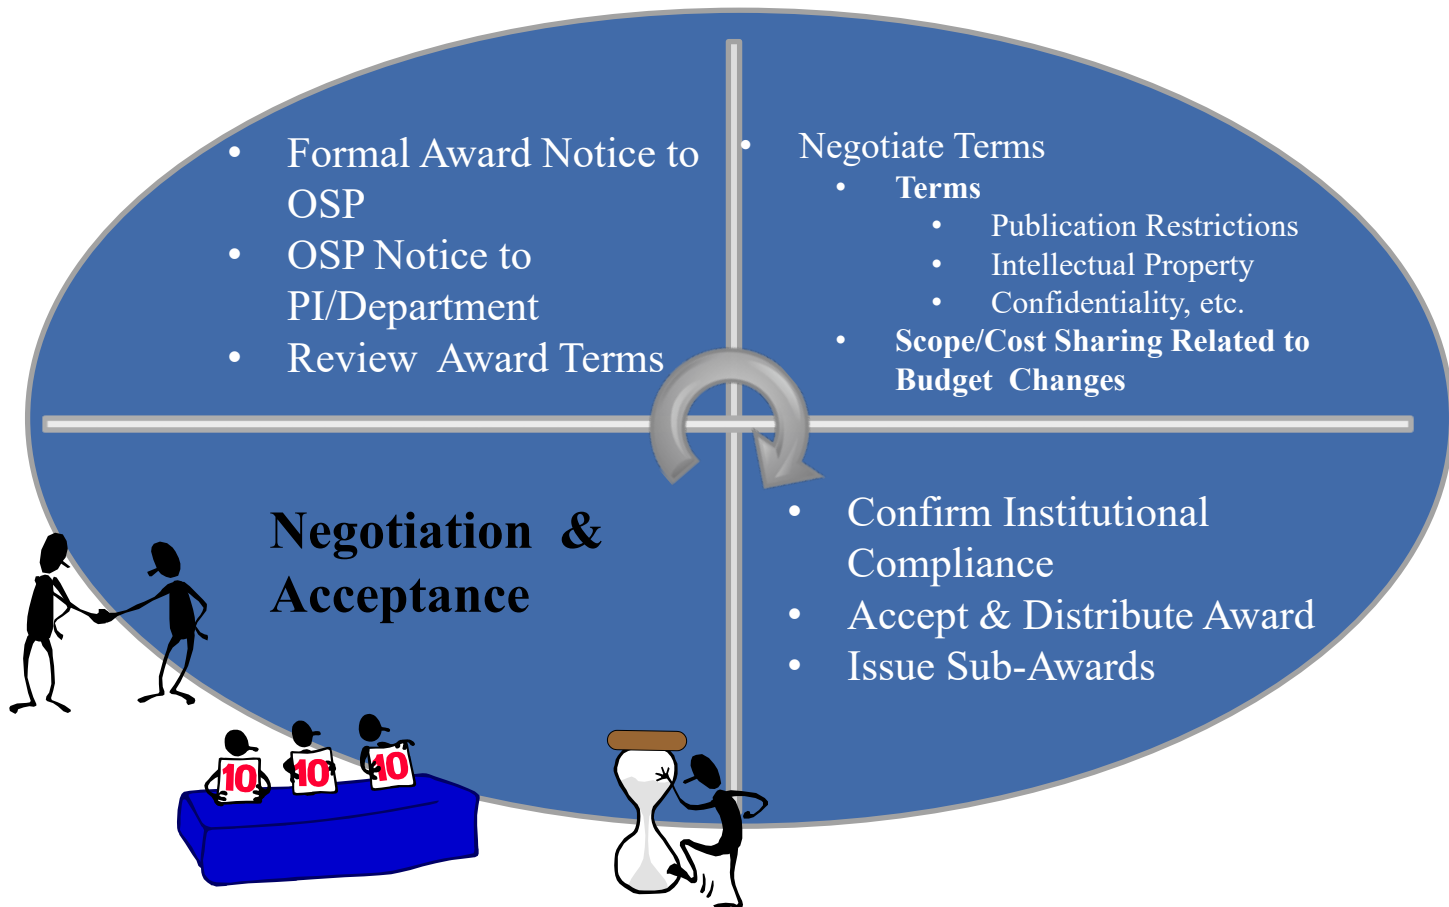 • Formal Award Notice to
OSP
• OSP Notice to
PI/Department
• Review  Award Terms
• Negotiate Terms
• Terms
• Publication Restrictions
• Intellectual Property
• Confidentiality, etc.
• Scope/Cost Sharing Related to
Budget  Changes
Negotiation  &
Acceptance
• Confirm Institutional
Compliance
• Accept & Distribute Award
• Issue Sub-Awards
10
10
10